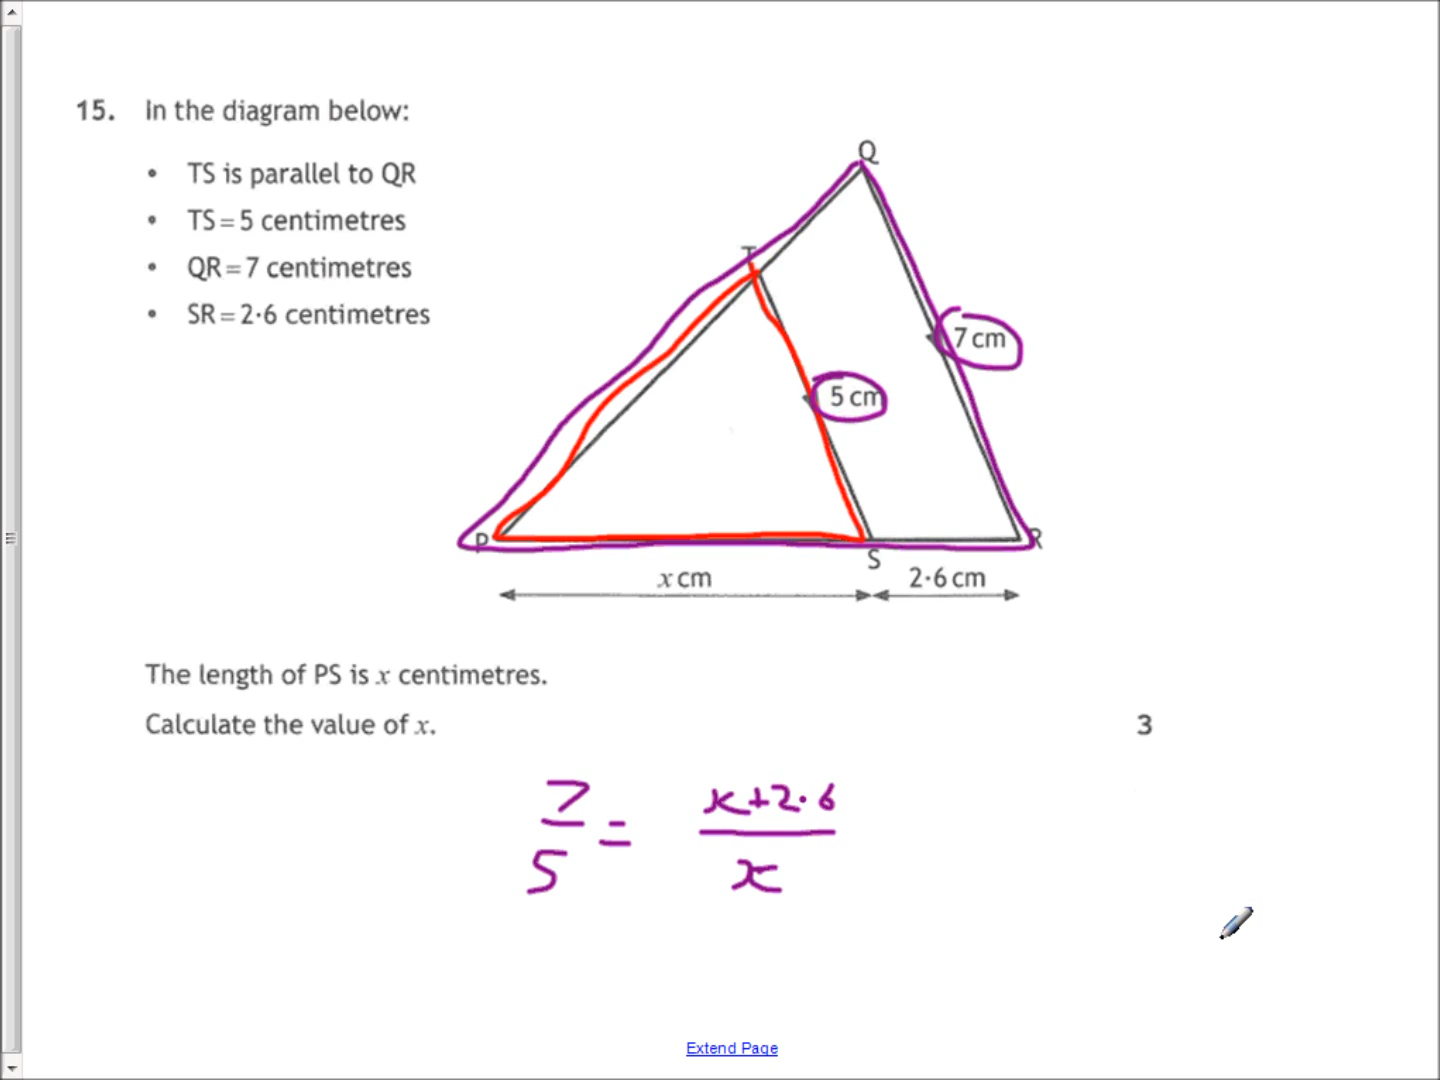 15. In the diagram below:
• TS is parallel to QR
• TS = 5 centimetres
• QR = 7 centimetres
• SR = 2·6 centimetres
Q
T
7 cm
5 cm
P
R
S
x cm
2·6 cm
The length of PS is x centimetres.
Calculate the value of x.
3
7/5 = x+2·6/x
Extend Page